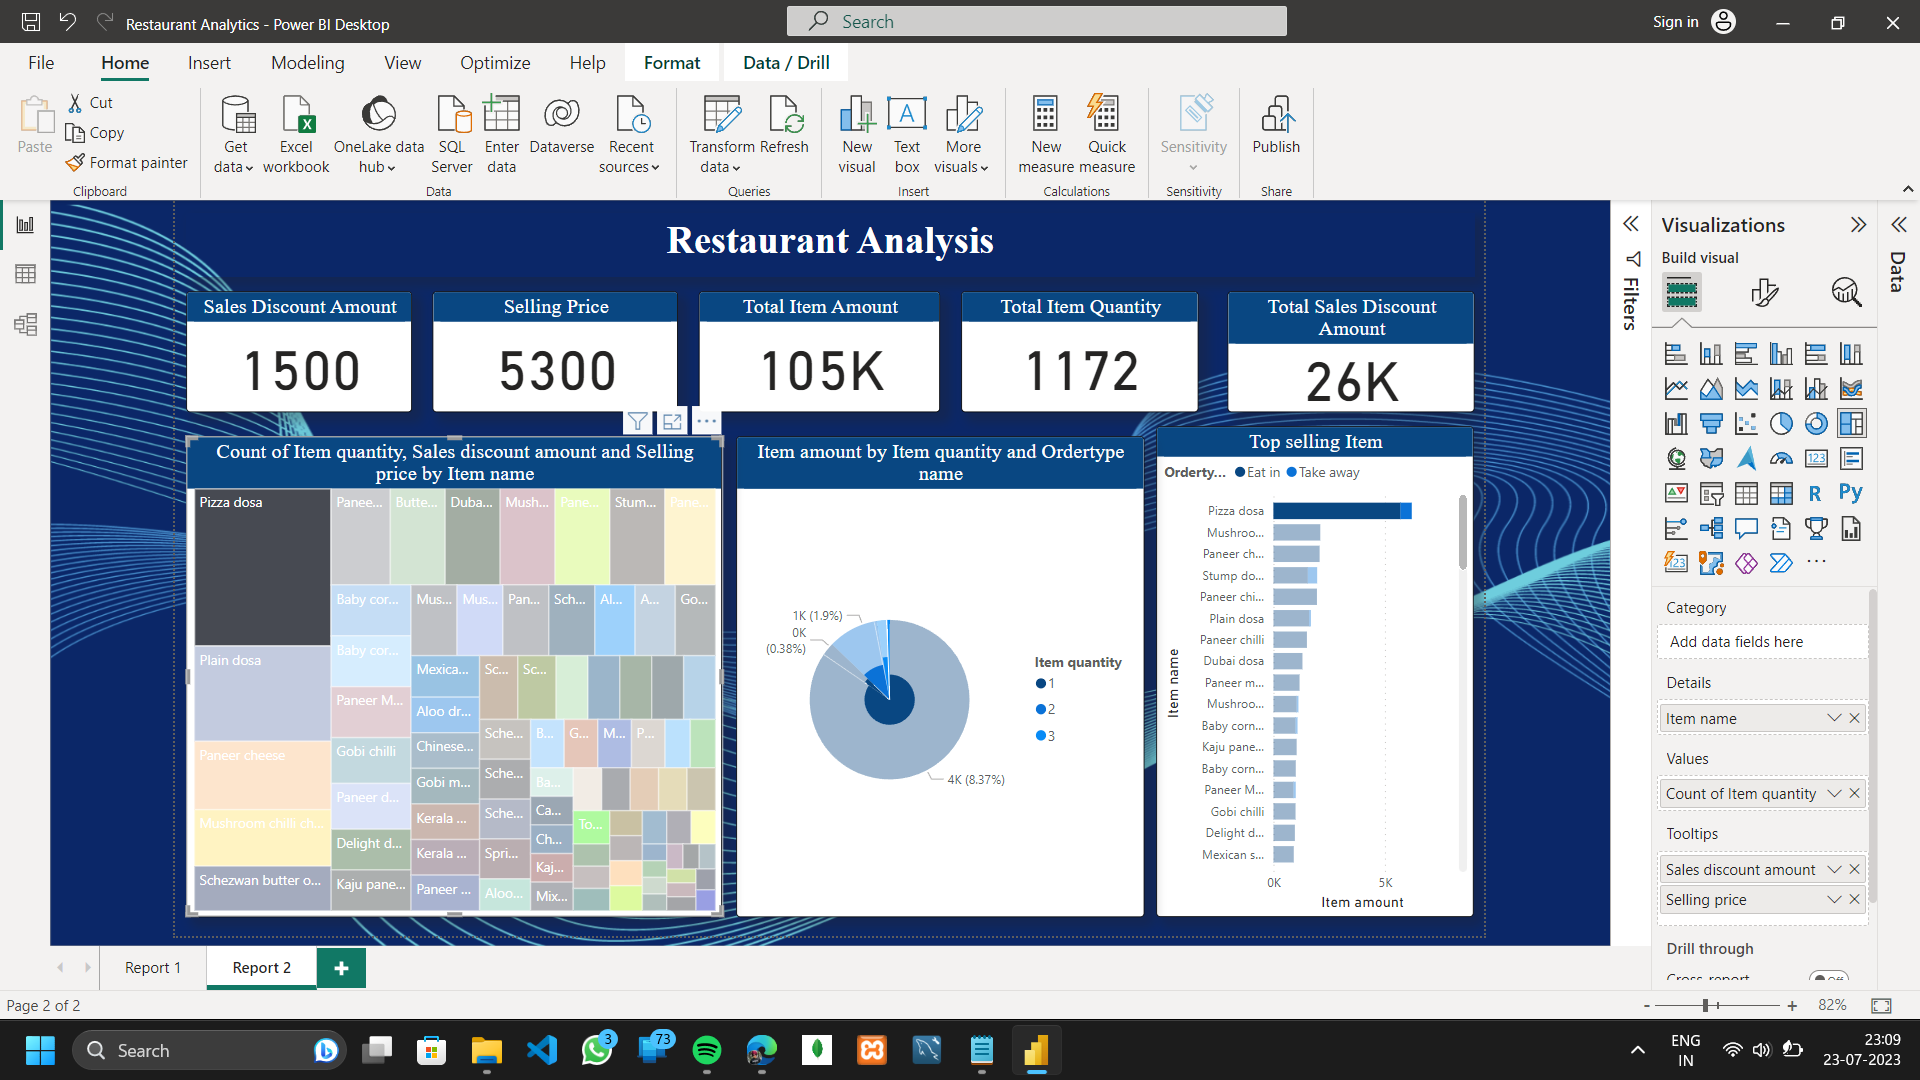 Restaurant Analytics - Power BI Desktop
Search
Sign in
File
Home
Insert
Modeling
View
Optimize
Help
Format
Data / Drill
Paste
Cut
Copy
Format painter
Clipboard
Get data
Excel workbook
OneLake data hub
SQL Server
Enter data
Dataverse
Recent sources
Data
Transform data
Refresh
Queries
New visual
Text box
More visuals
Insert
New measure
Quick measure
Calculations
Sensitivity
Sensitivity
Publish
Share
Restaurant Analysis
Sales Discount Amount
1500
Selling Price
5300
Total Item Amount
105K
Total Item Quantity
1172
Total Sales Discount
Amount
26K
Count of Item quantity, Sales discount amount and Selling
price by Item name
Pizza dosa
Plain dosa
Paneer cheese
Mushroom chilli ch...
Schezwan butter o...
Panee...
Butte...
Duba...
Mush...
Pane...
Stum...
Pane...
Baby cor...
Mus...
Mus...
Pan...
Sch...
Al...
A...
Go...
Baby cor...
Paneer M...
Gobi chilli
Paneer d...
Delight d...
Kaju pane...
Mexica...
Aloo dr...
Chinese...
Gobi m...
Kerala ...
Kerala ...
Paneer ...
Sc...
Sc...
Sche...
Sche...
Sche...
Spri...
Aloo...
B...
G...
M...
P...
Ba...
Ca...
Ch...
Kaj...
Mix...
To...
Item amount by Item quantity and Ordertype
name
1K (1.9%)
0K
(0.38%)
4K (8.37%)
Item quantity
1
2
3
Top selling Item
Orderty...
Eat in
Take away
Item name
Pizza dosa
Mushroo...
Paneer ch...
Stump do...
Paneer chi...
Plain dosa
Paneer chilli
Dubai dosa
Paneer m...
Mushroo...
Baby corn...
Kaju pane...
Baby corn...
Paneer M...
Gobi chilli
Delight d...
Mexican s...
0K
5K
Item amount
Filters
Visualizations
Build visual
Data
123
R
Py
123
Category
Add data fields here
Details
Item name
Values
Count of Item quantity
Tooltips
Sales discount amount
Selling price
Drill through
Cross-report
Off
Report 1
Report 2
+
Page 2 of 2
- +
82%
Search
3
73
ENG
IN
23:09
23-07-2023